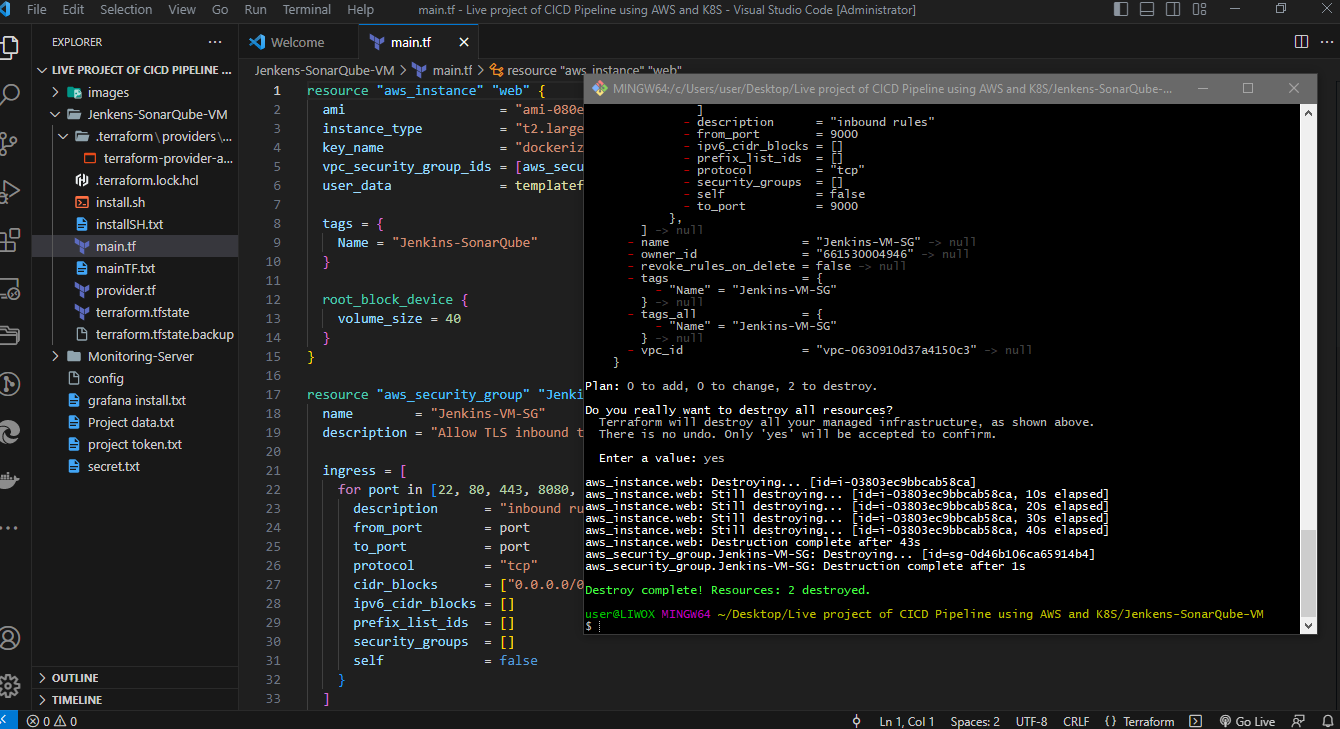 File Edit Selection View Go Run Terminal Help
main.tf - Live project of CICD Pipeline using AWS and K8S - Visual Studio Code [Administrator]
EXPLORER
LIVE PROJECT OF CICD PIPELINE ...
images
Jenkens-SonarQube-VM
.terraform\providers\...
terraform-provider-a...
.terraform.lock.hcl
install.sh
installSH.txt
main.tf
mainTF.txt
provider.tf
terraform.tfstate
terraform.tfstate.backup
Monitoring-Server
config
grafana install.txt
Project data.txt
project token.txt
secret.txt
OUTLINE
TIMELINE
Welcome
main.tf
Jenkens-SonarQube-VM > main.tf > resource "aws_instance" "web"
1 resource "aws_instance" "web" {
2 ami = "ami-080e
3 instance_type = "t2.large
4 key_name = "dockeriz
5 vpc_security_group_ids = [aws_secu
6 user_data = templatef
7
8 tags = {
9 Name = "Jenkins-SonarQube"
10 }
11
12 root_block_device {
13 volume_size = 40
14 }
15 }
16
17 resource "aws_security_group" "Jenki
18 name = "Jenkins-VM-SG"
19 description = "Allow TLS inbound t
20
21 ingress = [
22 for port in [22, 80, 443, 8080,
23 description = "inbound ru
24 from_port = port
25 to_port = port
26 protocol = "tcp"
27 cidr_blocks = ["0.0.0.0/0
28 ipv6_cidr_blocks = []
29 prefix_list_ids = []
30 security_groups = []
31 self = false
32 }
33 ]
MINGW64:/c/Users/user/Desktop/Live project of CICD Pipeline using AWS and K8S/Jenkens-SonarQube-...
]
- description = "inbound rules"
- from_port = 9000
- ipv6_cidr_blocks = []
- prefix_list_ids = []
- protocol = "tcp"
- security_groups = []
- self = false
- to_port = 9000
},
] -> null
- name = "Jenkins-VM-SG" -> null
- owner_id = "661530004946" -> null
- revoke_rules_on_delete = false -> null
- tags = {
- "Name" = "Jenkins-VM-SG"
} -> null
- tags_all = {
- "Name" = "Jenkins-VM-SG"
} -> null
- vpc_id = "vpc-0630910d37a4150c3" -> null
}
Plan: 0 to add, 0 to change, 2 to destroy.
Do you really want to destroy all resources?
Terraform will destroy all your managed infrastructure, as shown above.
There is no undo. Only 'yes' will be accepted to confirm.
Enter a value: yes
aws_instance.web: Destroying... [id=i-03803ec9bbcab58ca]
aws_instance.web: Still destroying... [id=i-03803ec9bbcab58ca, 10s elapsed]
aws_instance.web: Still destroying... [id=i-03803ec9bbcab58ca, 20s elapsed]
aws_instance.web: Still destroying... [id=i-03803ec9bbcab58ca, 30s elapsed]
aws_instance.web: Still destroying... [id=i-03803ec9bbcab58ca, 40s elapsed]
aws_instance.web: Destruction complete after 43s
aws_security_group.Jenkins-VM-SG: Destroying... [id=sg-0d46b106ca65914b4]
aws_security_group.Jenkins-VM-SG: Destruction complete after 1s
Destroy complete! Resources: 2 destroyed.
user@LIWOX MINGW64 ~/Desktop/Live project of CICD Pipeline using AWS and K8S/Jenkens-SonarQube-VM
$
0 0 Ln 1, Col 1 Spaces: 2 UTF-8 CRLF {} Terraform Go Live